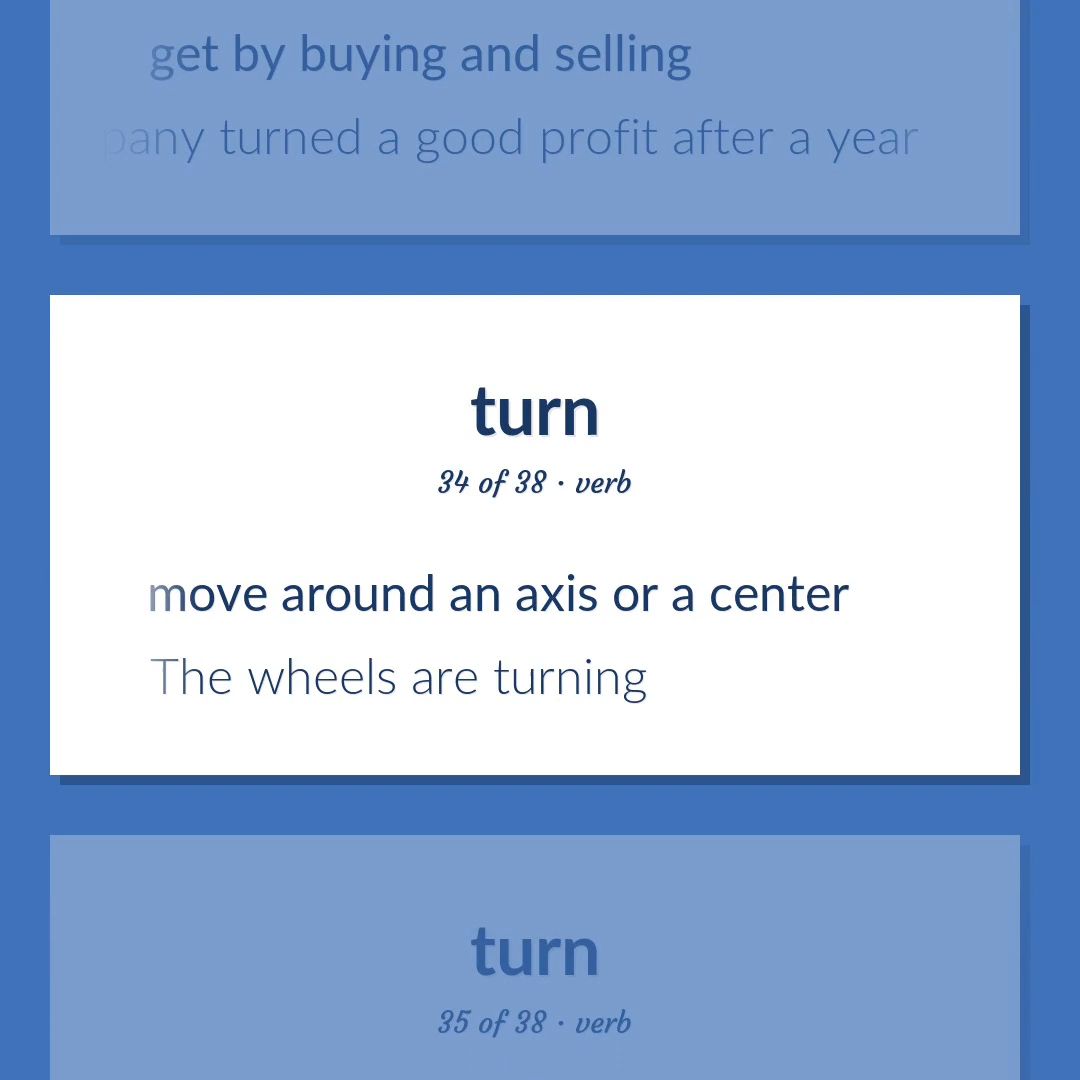 get by buying and selling
turned a good profit after a year
turn
34 of 38 · verb
move around an axis or a center
The wheels are turning
turn
35 of 38 · verb